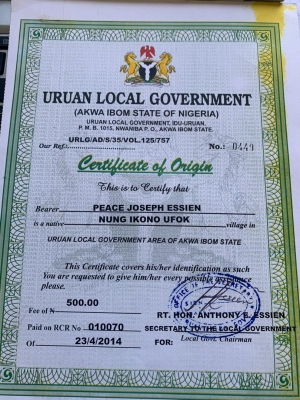 URUAN LOCAL GOVERNMENT
(AKWA IBOM STATE OF NIGERIA)
URUAN LOCAL GOVERNMENT, IDU-URUAN,
P. M. B. 1015, NWANIBA P. O., AKWA IBOM STATE.
URLG/AD/S/35/VOL.125/757
Our Ref: No.: 0449
Certificate of Origin
This is to Certify that
Bearer PEACE JOSEPH ESSIEN
NUNG IKONO UFOK
is a native village in
URUAN LOCAL GOVERNMENT AREA OF AKWA IBOM STATE
This Certificate covers his/her identification as such
You are requested to give him/her every possible
please.
Fee of N 500.00
RT. HON. ANTHONY E. ESSIEN
Paid on RCR No 010070 SECRETARY TO THE LOCAL GOVERNMENT
Of 23/4/2014 FOR: Local Govt. Chairman